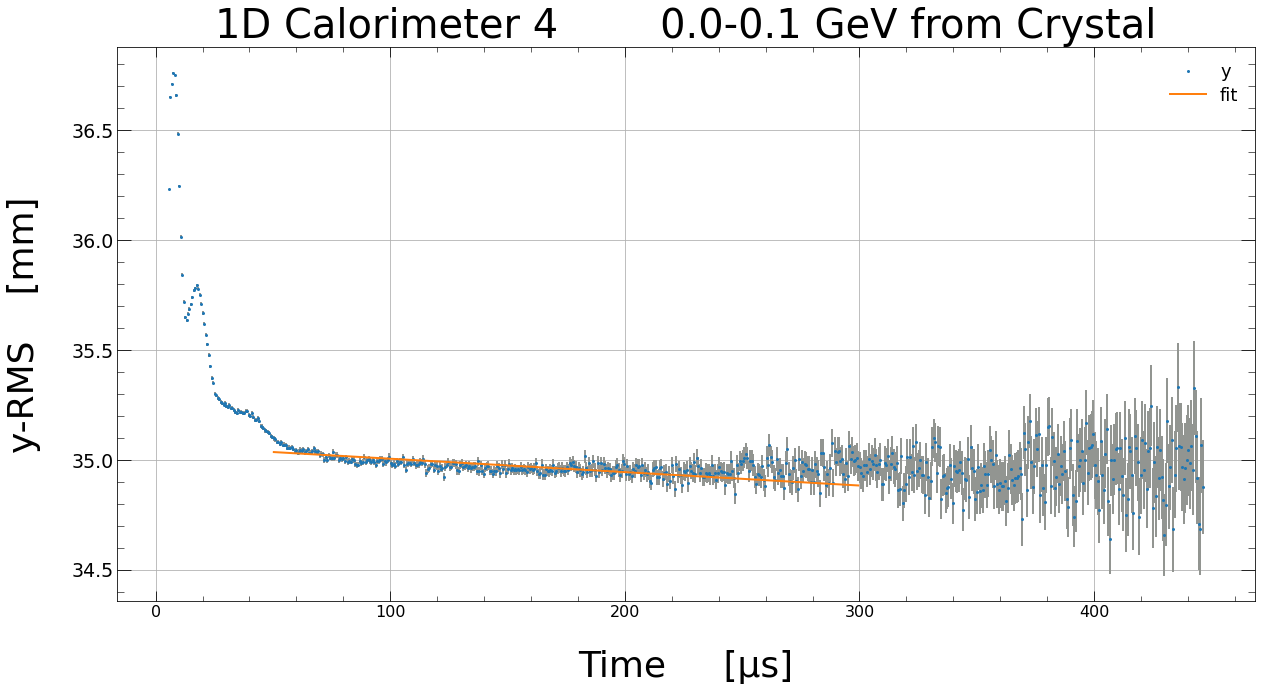 1D Calorimeter 4 0.0-0.1 GeV from Crystal
y
fit
y-RMS [mm]
36.5
36.0
35.5
35.0
34.5
0 100 200 300 400
Time [µs]